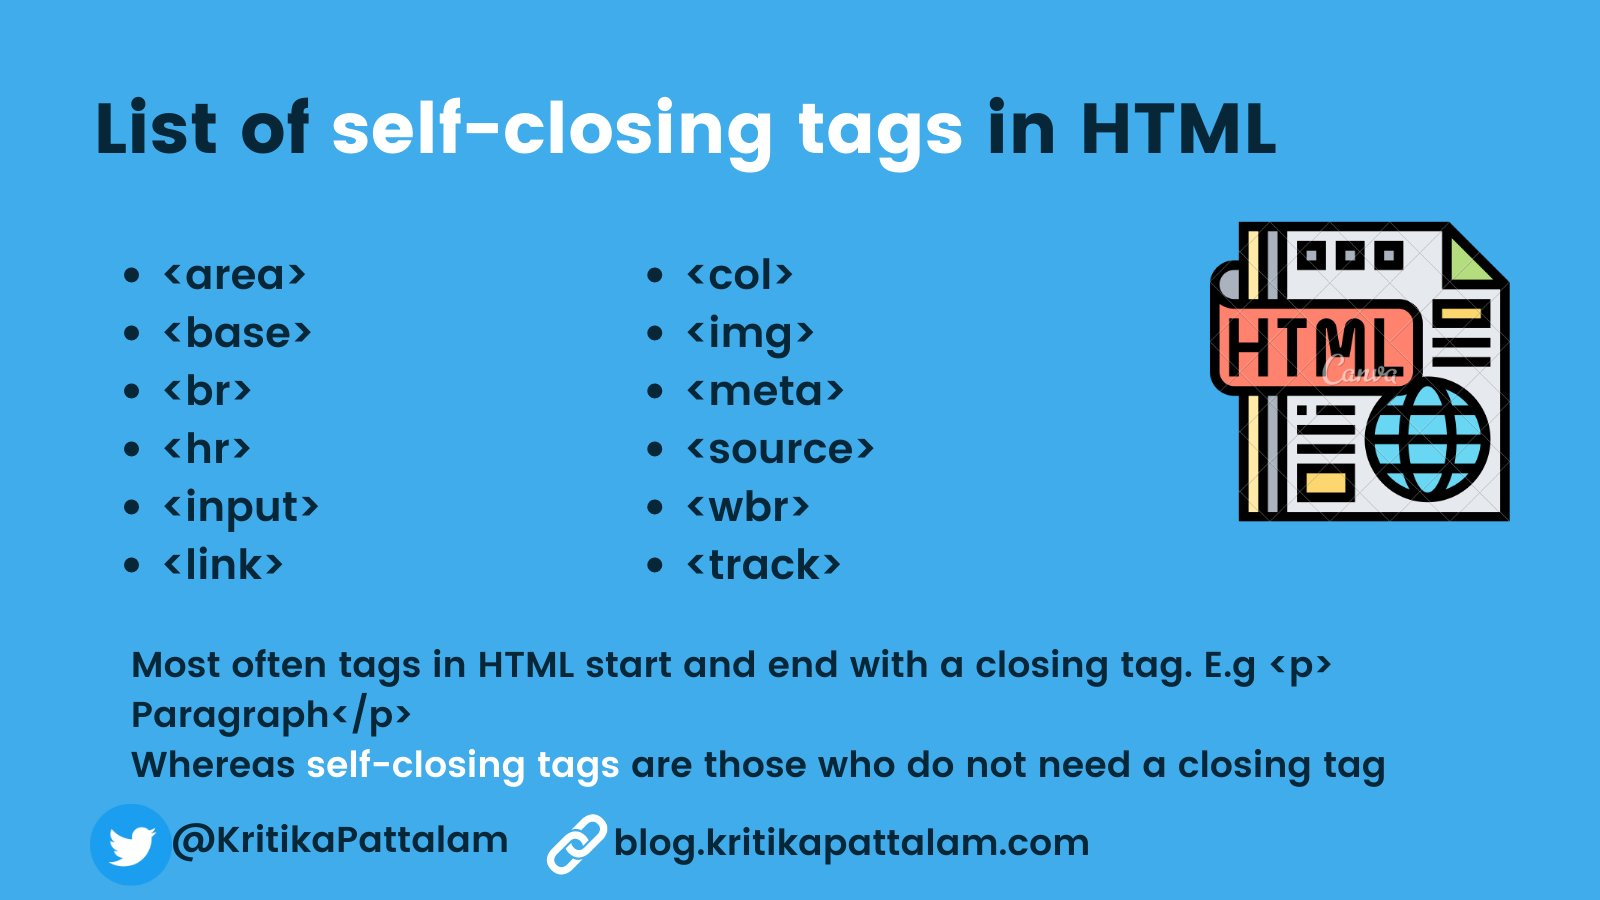 List of self-closing tags in HTML
• <area>
• <base>
• <br>
• <hr>
• <input>
• <link>
• <col>
• <img>
• <meta>
• <source>
• <wbr>
• <track>
HTML
Canva
Most often tags in HTML start and end with a closing tag. E.g <p>
Paragraph</p>
Whereas self-closing tags are those who do not need a closing tag
@KritikaPattalam
blog.kritikapattalam.com